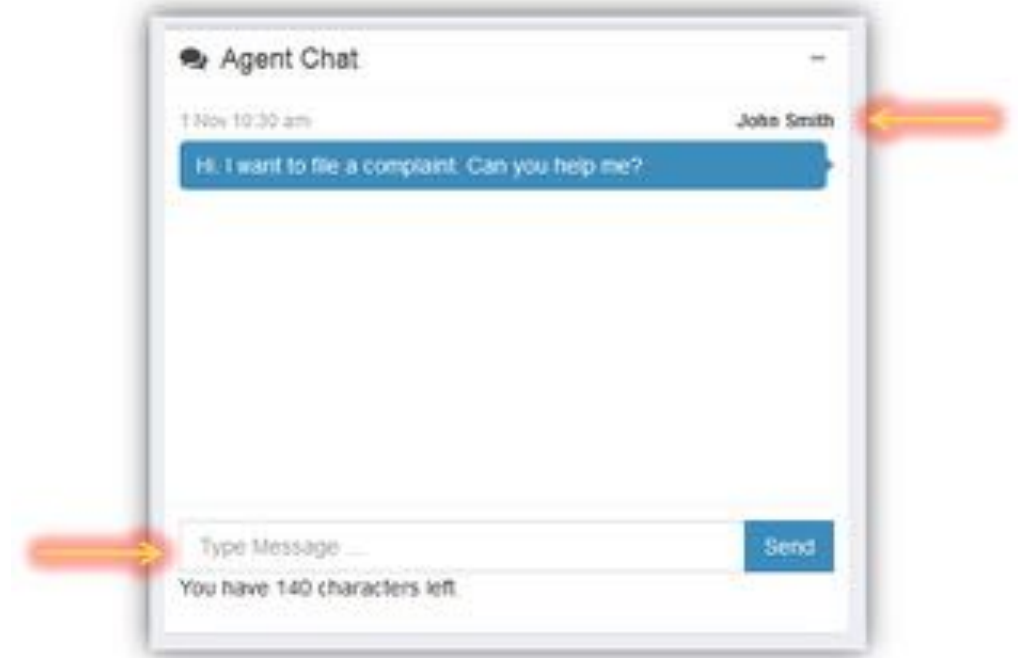 Agent Chat
1 Nov 10:30 am
John Smith
Hi. I want to file a complaint. Can you help me?
Type Message ...
Send
You have 140 characters left